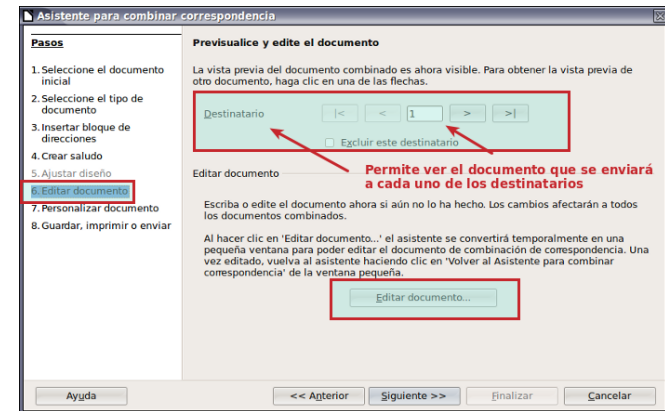 Asistente para combinar correspondencia
Pasos
1. Seleccione el documento
inicial
2. Seleccione el tipo de
documento
3. Insertar bloque de
direcciones
4. Crear saludo
5. Ajustar diseño
6. Editar documento
7. Personalizar documento
8. Guardar, imprimir o enviar
Previsualice y edite el documento
La vista previa del documento combinado es ahora visible. Para obtener la vista previa de
otro documento, haga clic en una de las flechas.
Destinatario |< < 1 > >|
Excluir este destinatario
Permite ver el documento que se enviará
a cada uno de los destinatarios
Editar documento
Escriba o edite el documento ahora si aún no lo ha hecho. Los cambios afectarán a todos
los documentos combinados.
Al hacer clic en 'Editar documento...' el asistente se convertirá temporalmente en una
pequeña ventana para poder editar el documento de combinación de correspondencia. Una
vez editado, vuelva al asistente haciendo clic en 'Volver al Asistente para combinar
correspondencia' de la ventana pequeña.
Editar documento...
Ayuda << Anterior Siguiente >> Finalizar Cancelar